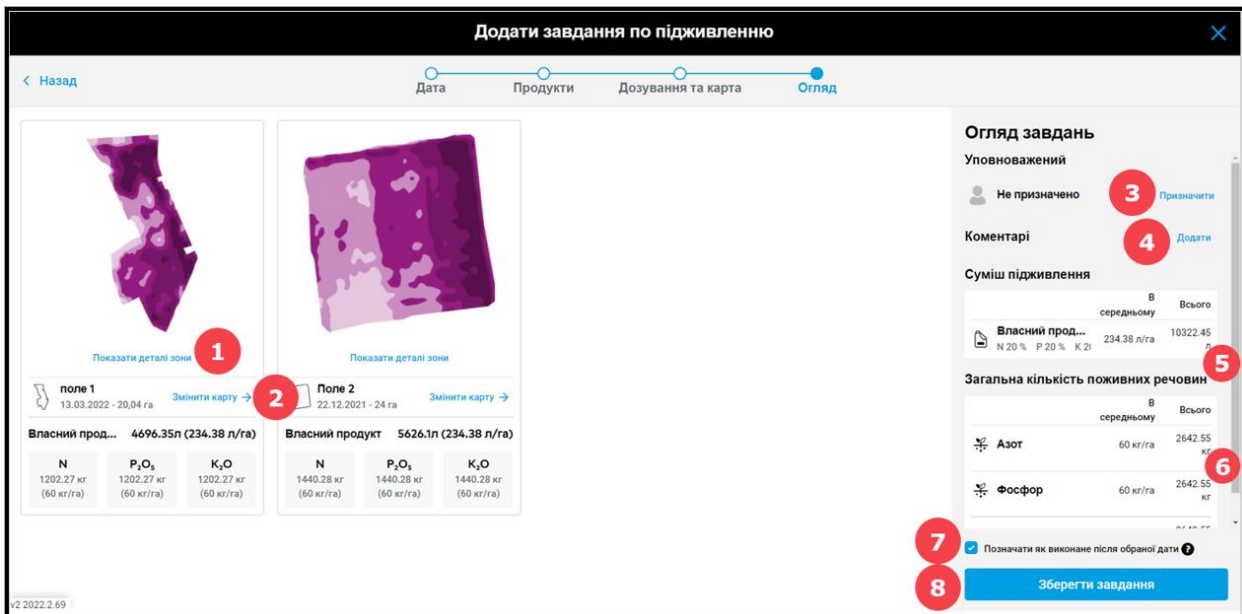 Додати завдання по підживленню
Назад
Дата Продукти Дозування та карта Огляд
Показати деталі зони 1
поле 1
13.03.2022 - 20,04 га
Змінити карту → 2
Власний прод... 4696.35л (234.38 л/га)
N P₂O₅ K₂O
1202.27 кг 1202.27 кг 1202.27 кг
(60 кг/га) (60 кг/га) (60 кг/га)
Показати деталі зони
Поле 2
22.12.2021 - 24 га
Змінити карту →
Власний продукт 5626.1л (234.38 л/га)
N P₂O₅ K₂O
1440.28 кг 1440.28 кг 1440.28 кг
(60 кг/га) (60 кг/га) (60 кг/га)
Огляд завдань
Уповноважений
Не призначено 3 Призначити
Коментарі 4 Додати
Суміш підживлення
В середньому Всього
Власний прод... 234.38 л/га 10322.45 л
N 20 % P 20 % K
5
Загальна кількість поживних речовин
В середньому Всього
Азот 60 кг/га 2642.55 кг
6
Фосфор 60 кг/га 2642.55 кг
7 Позначати як виконане після обраної дати ?
8 Зберегти завдання
v2 2022.2.69